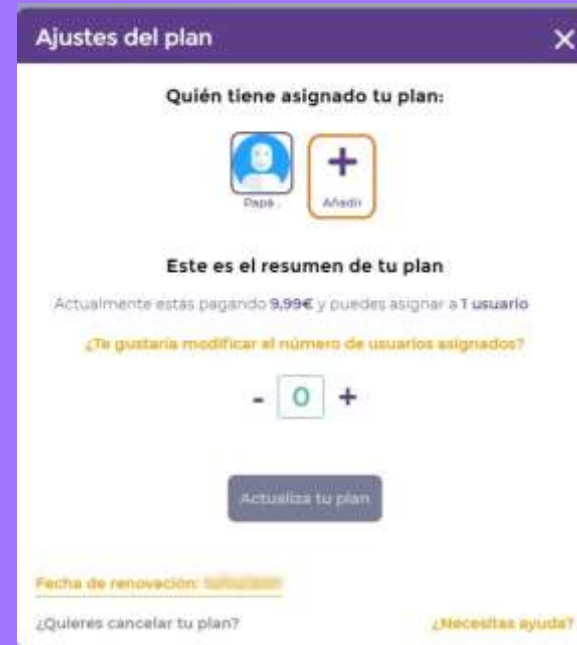 Ajustes del plan
Quién tiene asignado tu plan:
Papá
Añadir
Este es el resumen de tu plan
Actualmente estás pagando 9,99€ y puedes asignar a 1 usuario
¿Te gustaría modificar el número de usuarios asignados?
- 0 +
Actualiza tu plan
Fecha de renovación:
¿Quieres cancelar tu plan? ¿Necesitas ayuda?